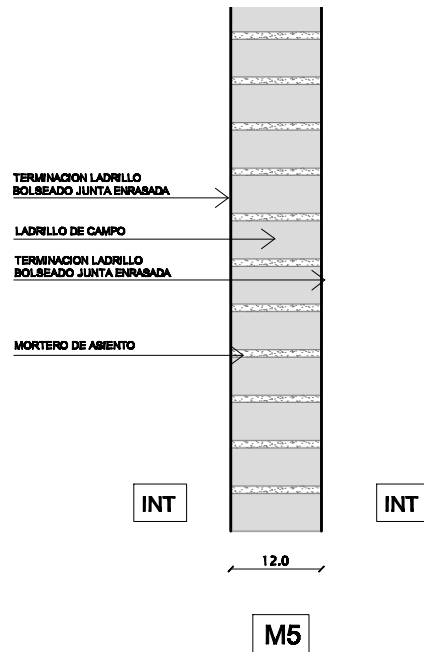 TERMINACION LADRILLO
BOLSEADO JUNTA ENRASADA
LADRILLO DE CAMPO
TERMINACION LADRILLO
BOLSEADO JUNTA ENRASADA
MORTERO DE ASIENTO
INT
INT
12.0
M5